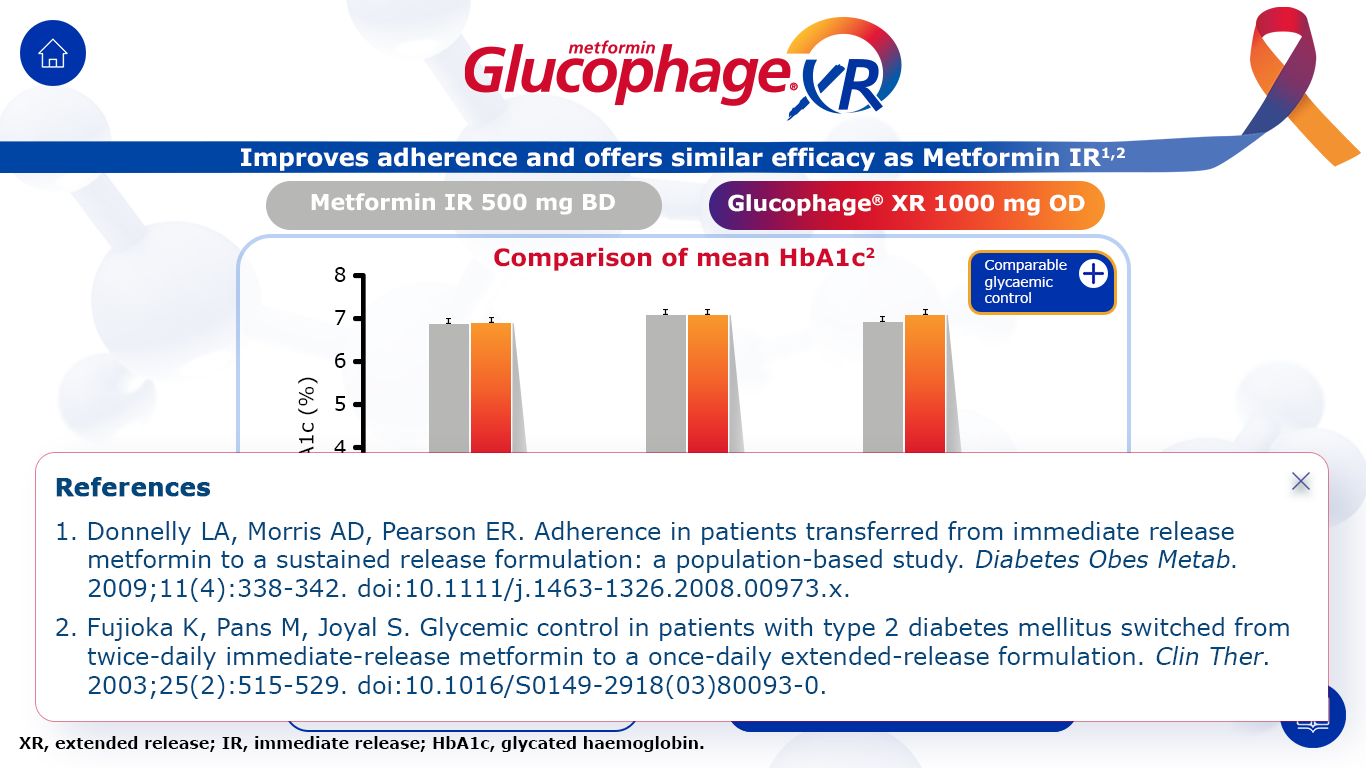 metformin
Glucophage® XR
Improves adherence and offers similar efficacy as Metformin IR1,2
Metformin IR 500 mg BD
Glucophage® XR 1000 mg OD
Comparison of mean HbA1c2
Comparable
glycaemic
control
8
7
6
5
4
A1c (%)
References
1. Donnelly LA, Morris AD, Pearson ER. Adherence in patients transferred from immediate release
metformin to a sustained release formulation: a population-based study. Diabetes Obes Metab.
2009;11(4):338-342. doi:10.1111/j.1463-1326.2008.00973.x.
2. Fujioka K, Pans M, Joyal S. Glycemic control in patients with type 2 diabetes mellitus switched from
twice-daily immediate-release metformin to a once-daily extended-release formulation. Clin Ther.
2003;25(2):515-529. doi:10.1016/S0149-2918(03)80093-0.
XR, extended release; IR, immediate release; HbA1c, glycated haemoglobin.